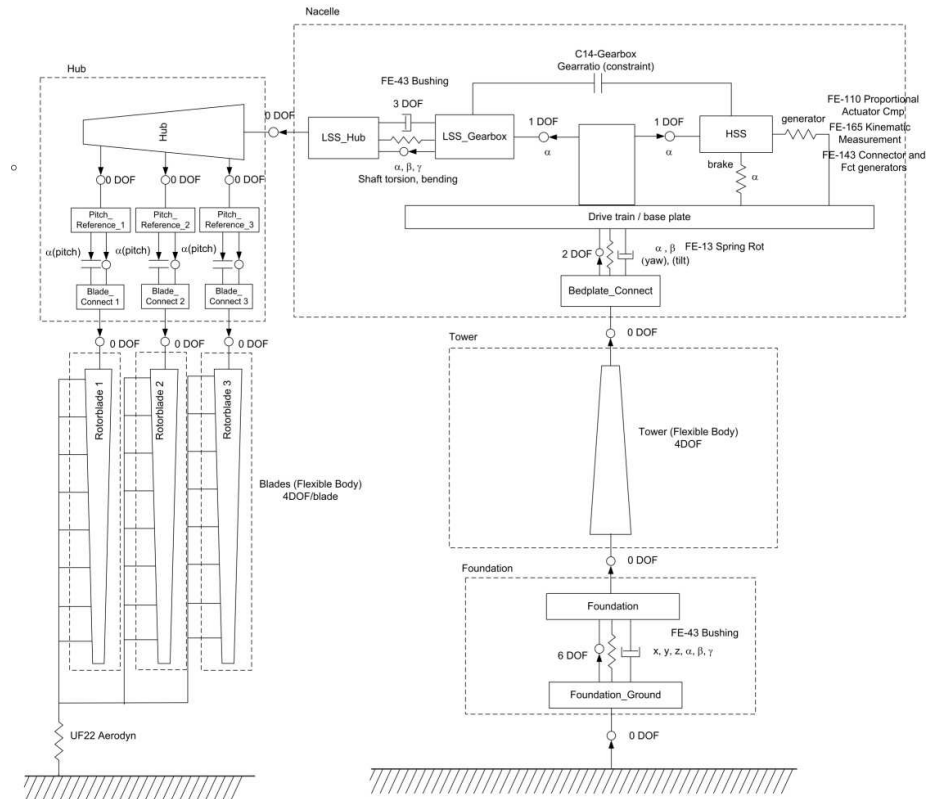 Nacelle
C14-Gearbox
Gearratio (constraint)
Hub
FE-43 Bushing
3 DOF
0 DOF
Hub
LSS_Hub
LSS_Gearbox
1 DOF
α
1 DOF
α
HSS
generator
FE-110 Proportional
Actuator Cmp
FE-165 Kinematic
Measurement
FE-143 Connector and
Fct generators
brake
α
α, β, γ
Shaft torsion, bending
0 DOF
0 DOF
0 DOF
Pitch_
Reference_1
Pitch_
Reference_2
Pitch_
Reference_3
Drive train / base plate
α(pitch)
α(pitch)
α(pitch)
2 DOF
α , β
(yaw), (tilt)
FE-13 Spring Rot
Blade_
Connect 1
Blade_
Connect 2
Blade_
Connect 3
Bedplate_Connect
0 DOF
0 DOF
0 DOF
Tower
0 DOF
Rotorblade 1
Rotorblade 2
Rotorblade 3
Tower (Flexible Body)
4DOF
Blades (Flexible Body)
4DOF/blade
0 DOF
Foundation
Foundation
FE-43 Bushing
x, y, z, α, β, γ
6 DOF
Foundation_Ground
0 DOF
UF22 Aerodyn